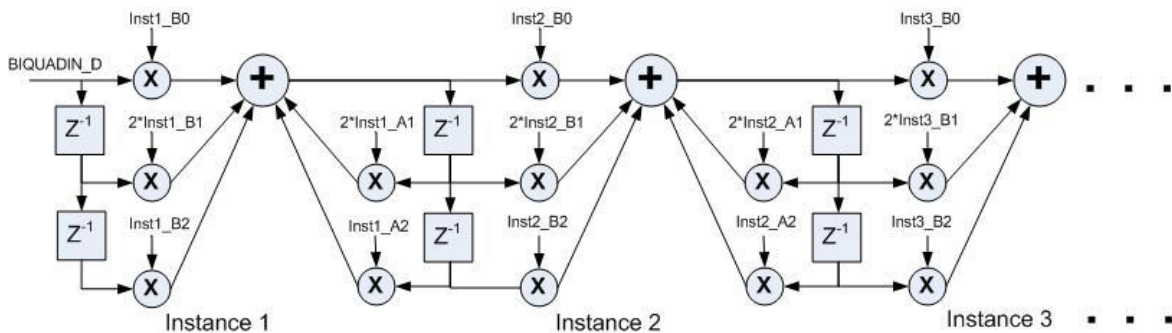 Inst1_B0
Inst2_B0
Inst3_B0
BIQUADIN_D
X
+
X
+
X
+
. . .
Z-1
2*Inst1_B1
2*Inst1_A1
Z-1
2*Inst2_B1
2*Inst2_A1
Z-1
2*Inst3_B1
X
X
X
X
X
Z-1
Inst1_B2
Inst1_A2
Z-1
Inst2_B2
Inst2_A2
Z-1
Inst3_B2
X
X
X
X
X
Instance 1
Instance 2
Instance 3
. . .